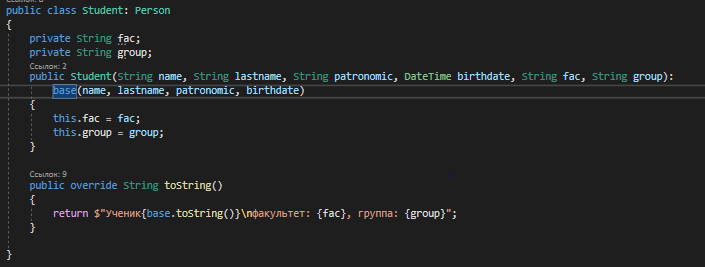 public class Student: Person
{
private String fac;
private String group;
Ссылок: 2
public Student(String name, String lastname, String patronomic, DateTime birthdate, String fac, String group):
base(name, lastname, patronomic, birthdate)
{
this.fac = fac;
this.group = group;
}
Ссылок: 9
public override String toString()
{
return $"Ученик{base.toString()}\nфакультет: {fac}, группа: {group}";
}
}